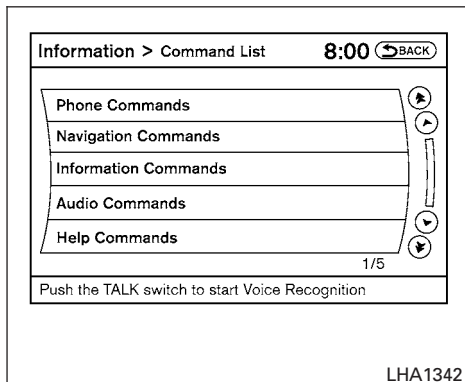 Information > Command List 8:00 BACK
Phone Commands
Navigation Commands
Information Commands
Audio Commands
Help Commands
1/5
Push the TALK switch to start Voice Recognition
LHA1342